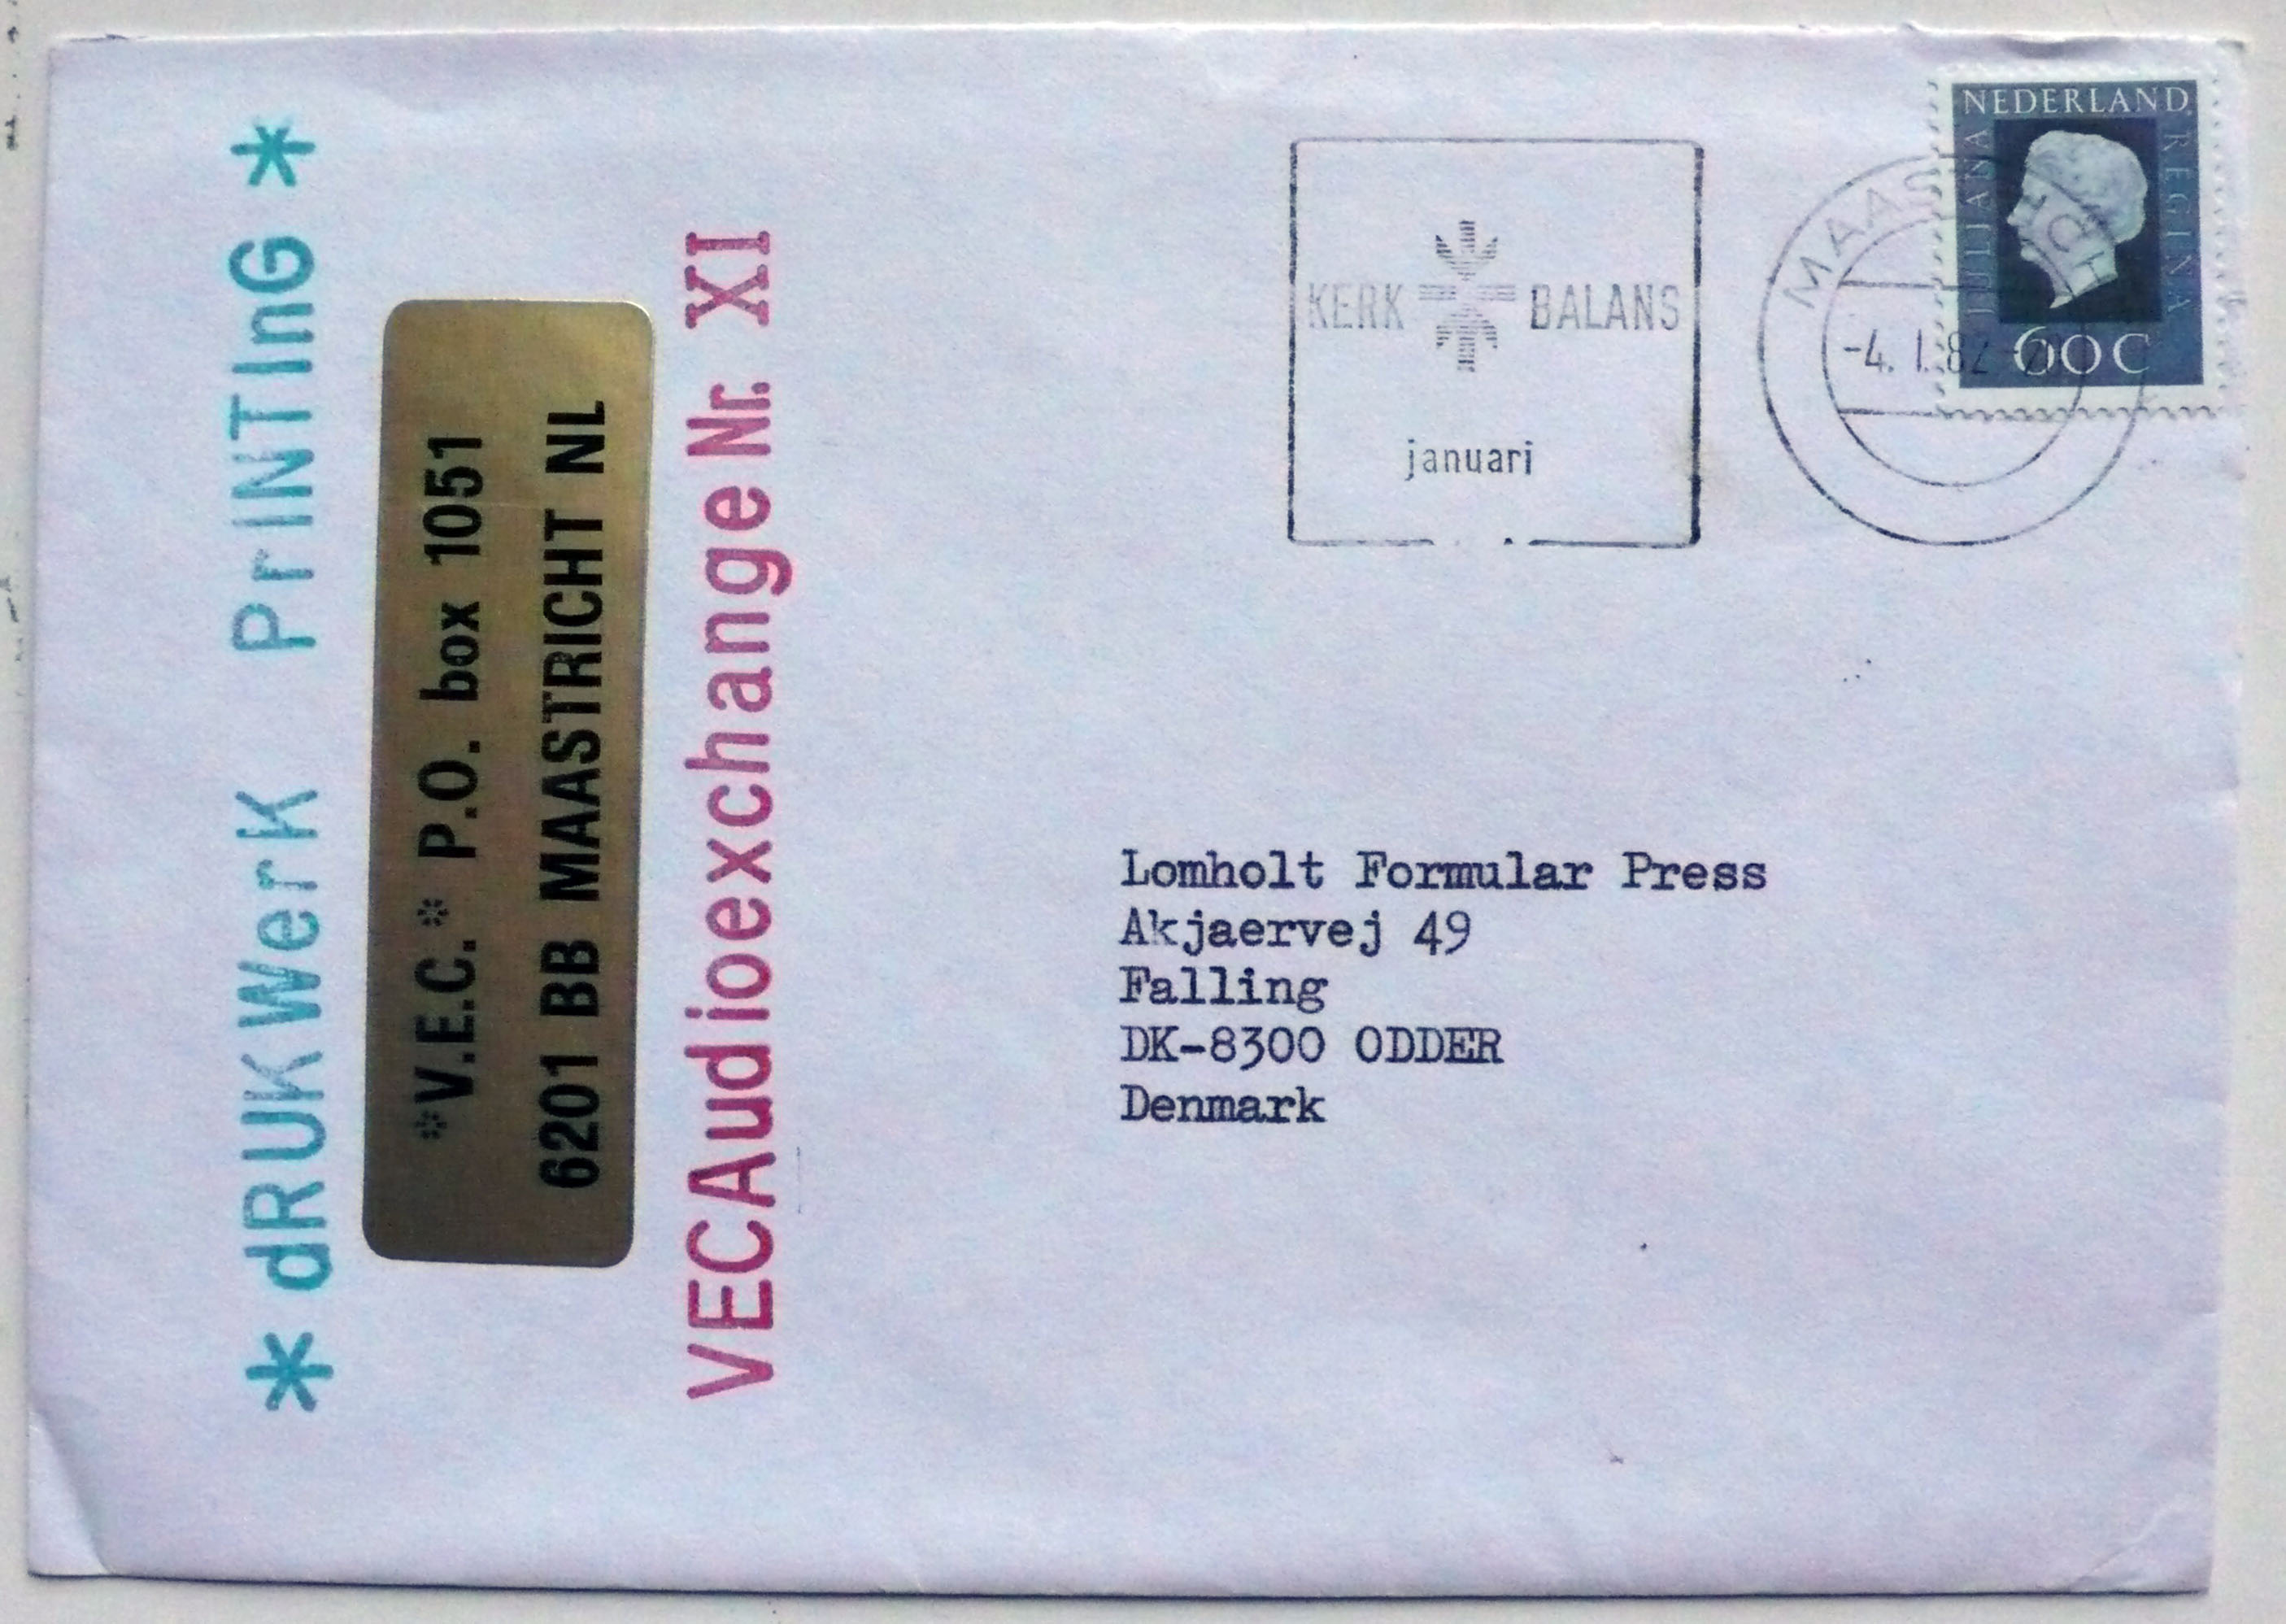 * dRUKWerK PrINTInG *
*V.E.C.* P.O. box 1051
6201 BB MAASTRICHT NL
VECAudioexchange Nr. XI
KERK BALANS
januari
NEDERLAND
JULIANA
REGINA
60 C
-4. I. 82
Lomholt Formular Press
Akjaervej 49
Falling
DK-8300 ODDER
Denmark